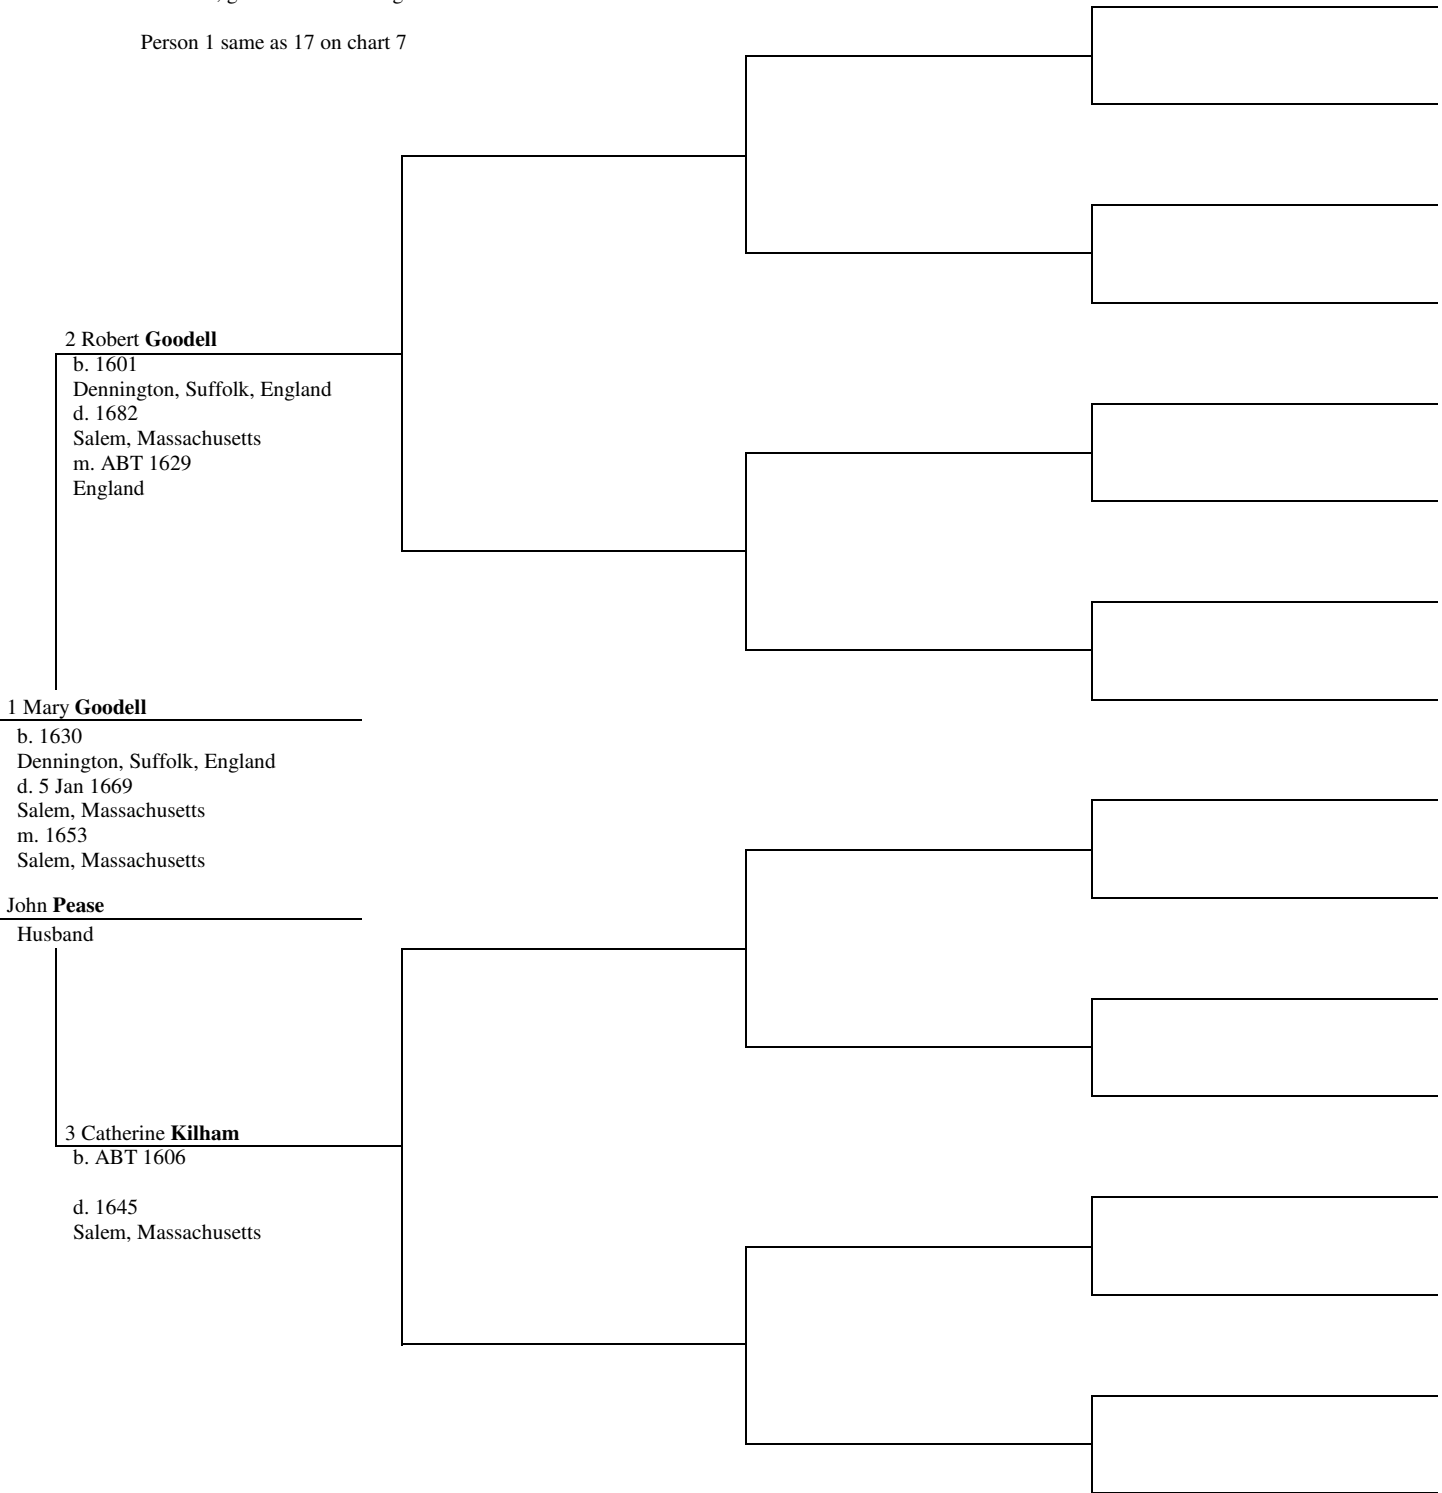 Person 1 same as 17 on chart 7
2 Robert Goodell
b. 1601
Dennington, Suffolk, England
d. 1682
Salem, Massachusetts
m. ABT 1629
England
1 Mary Goodell
b. 1630
Dennington, Suffolk, England
d. 5 Jan 1669
Salem, Massachusetts
m. 1653
Salem, Massachusetts
John Pease
Husband
3 Catherine Kilham
b. ABT 1606
d. 1645
Salem, Massachusetts